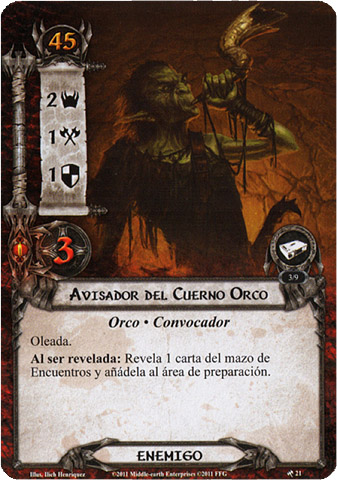 45
2
1
1
3
3/9
Avisador del Cuerno Orco
Orco • Convocador
Oleada.
Al ser revelada: Revela 1 carta del mazo de
Encuentros y añádela al área de preparación.
ENEMIGO
Illus. Ilich Henriquez ©2011 Middle-earth Enterprises ©2011 FFG 21